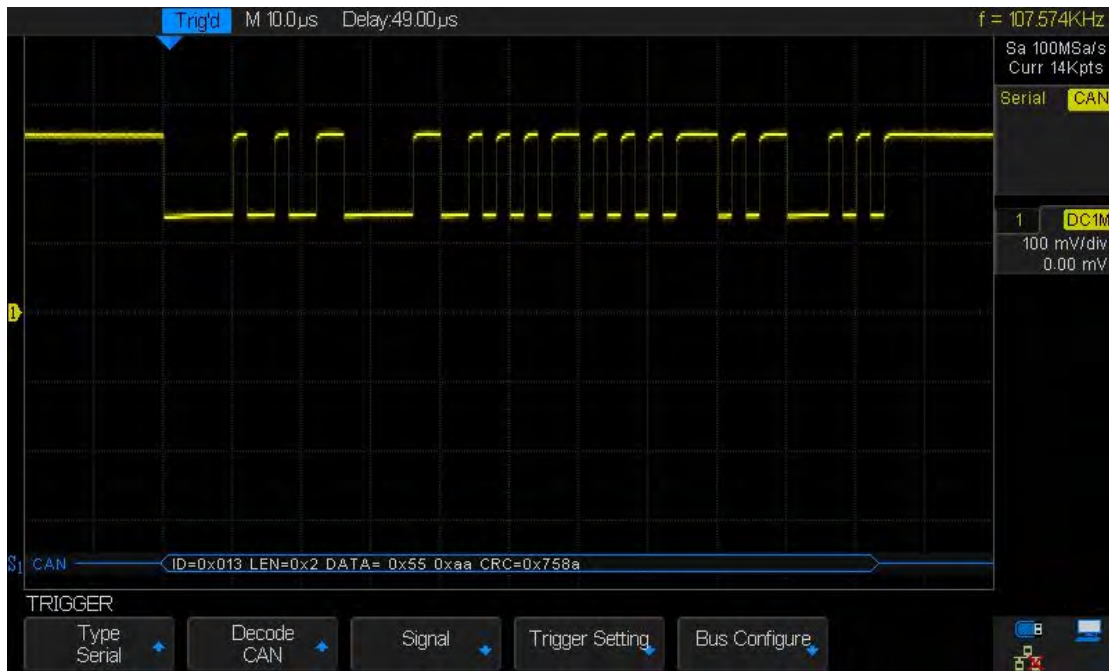 Trig'd M 10.0µs Delay:49.00µs f = 107.574KHz
Sa 100MSa/s
Curr 14Kpts
Serial CAN
1 DC1M
100 mV/div
0.00 mV
1
S1 CAN ID=0x013 LEN=0x2 DATA= 0x55 0xaa CRC=0x758a
TRIGGER
Type
Serial
Decode
CAN
Signal
Trigger Setting
Bus Configure